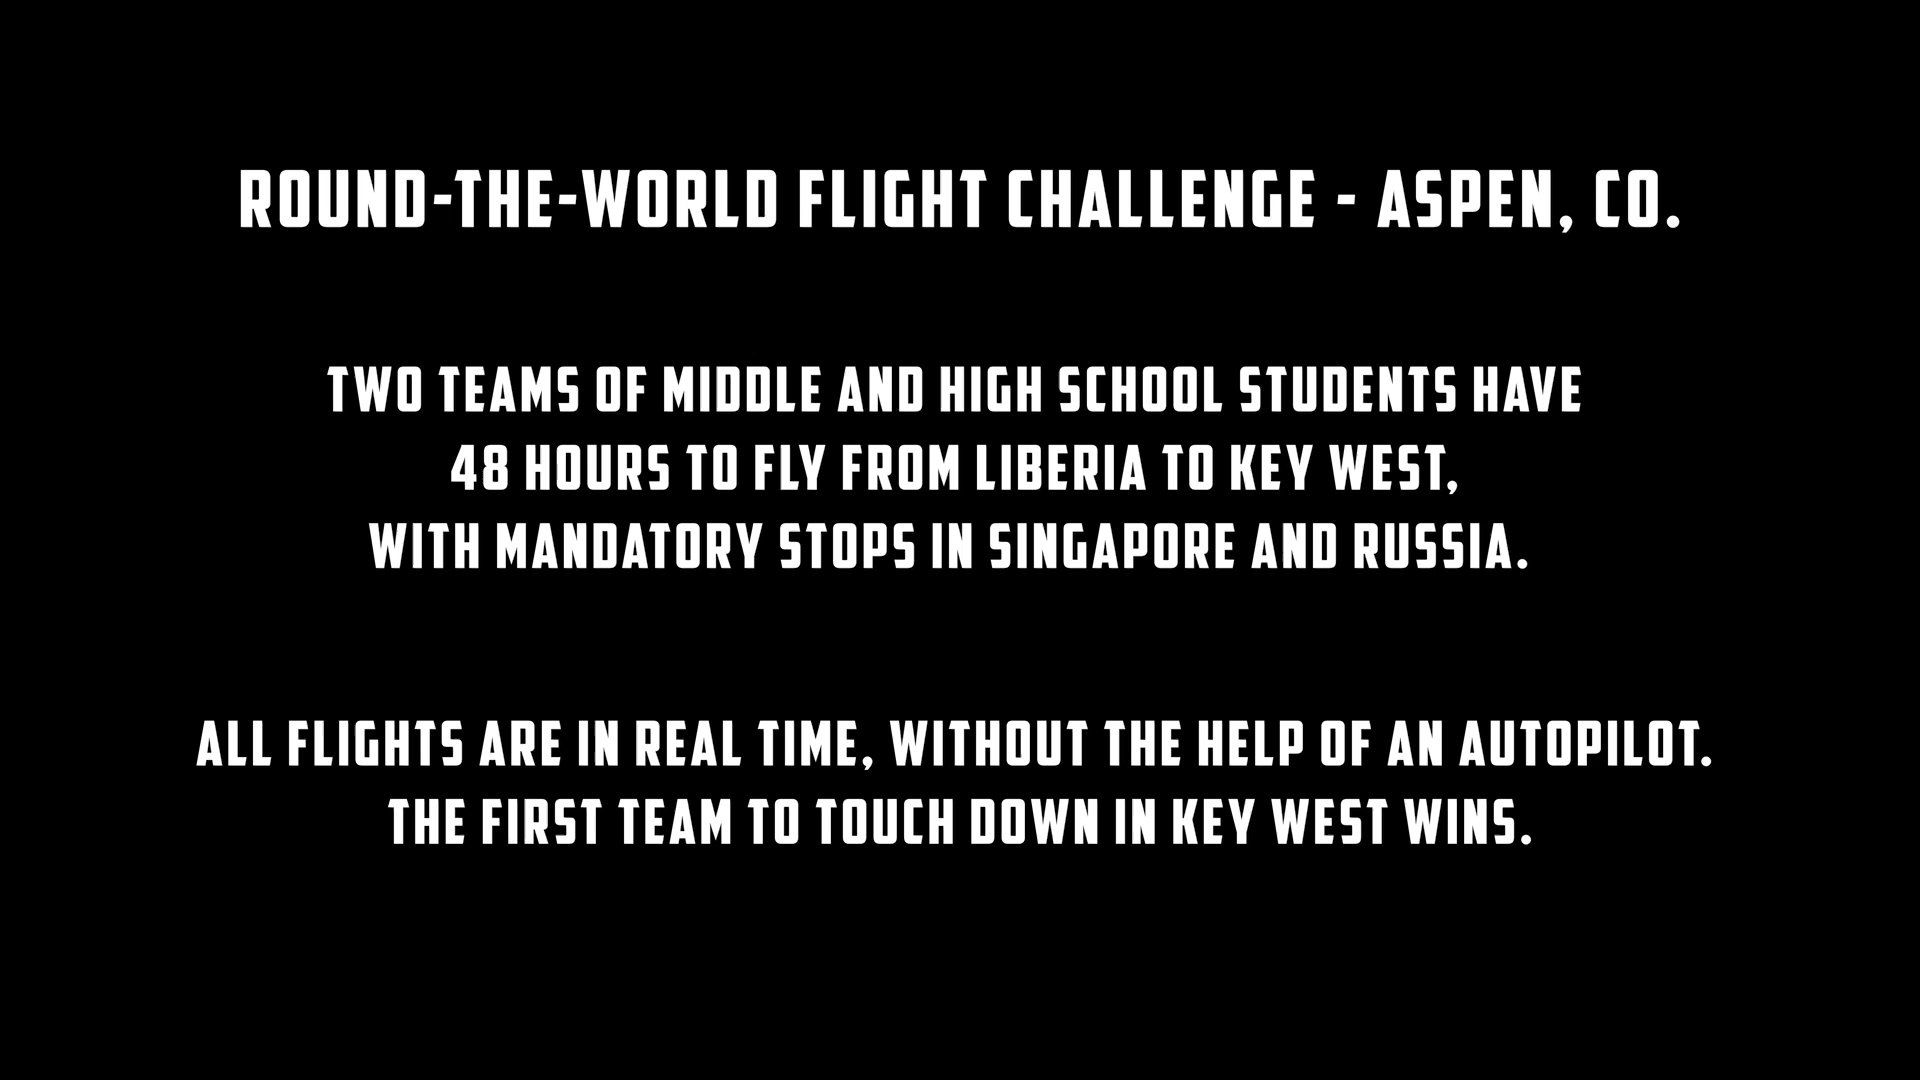 ROUND-THE-WORLD FLIGHT CHALLENGE - ASPEN, CO.
TWO TEAMS OF MIDDLE AND HIGH SCHOOL STUDENTS HAVE
48 HOURS TO FLY FROM LIBERIA TO KEY WEST,
WITH MANDATORY STOPS IN SINGAPORE AND RUSSIA.
ALL FLIGHTS ARE IN REAL TIME, WITHOUT THE HELP OF AN AUTOPILOT.
THE FIRST TEAM TO TOUCH DOWN IN KEY WEST WINS.